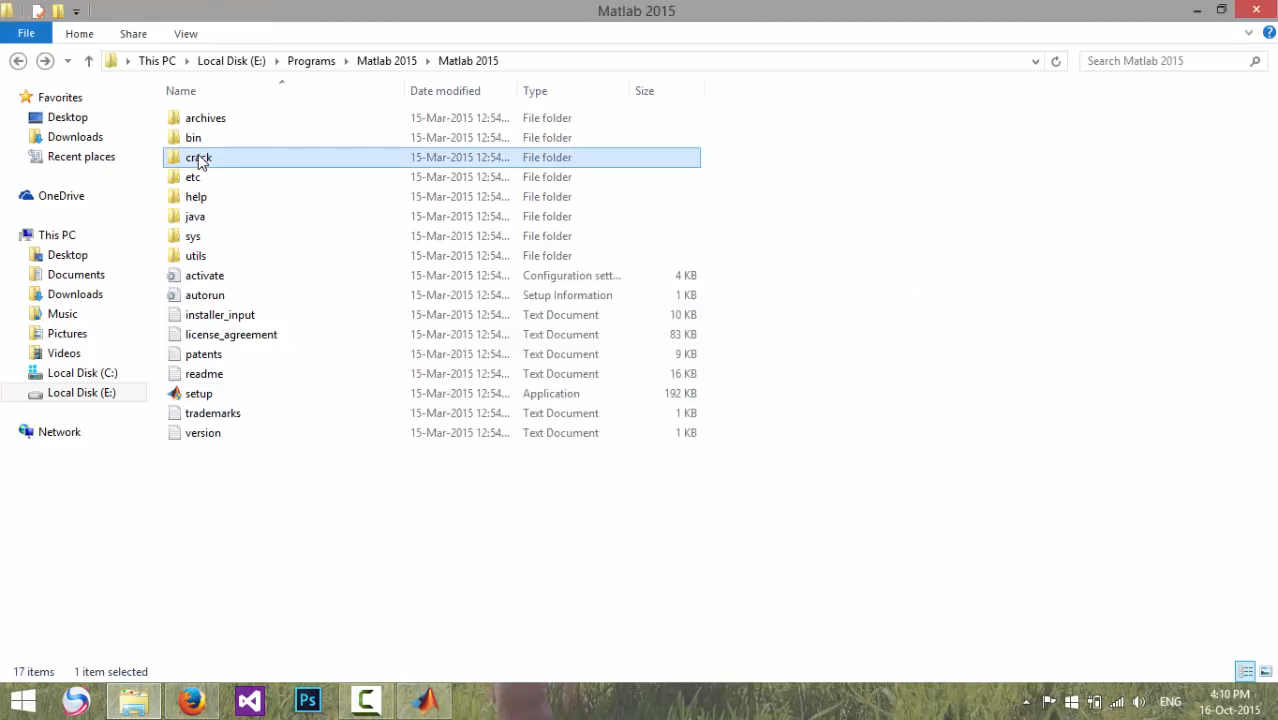 Matlab 2015
File Home Share View
This PC Local Disk (E:) Programs Matlab 2015 Matlab 2015 Search Matlab 2015
Name Date modified Type Size
Favorites
Desktop
Downloads
Recent places
OneDrive
This PC
Desktop
Documents
Downloads
Music
Pictures
Videos
Local Disk (C:)
Local Disk (E:)
Network
archives 15-Mar-2015 12:54... File folder
bin 15-Mar-2015 12:54... File folder
crack 15-Mar-2015 12:54... File folder
etc 15-Mar-2015 12:54... File folder
help 15-Mar-2015 12:54... File folder
java 15-Mar-2015 12:54... File folder
sys 15-Mar-2015 12:54... File folder
utils 15-Mar-2015 12:54... File folder
activate 15-Mar-2015 12:54... Configuration sett... 4 KB
autorun 15-Mar-2015 12:54... Setup Information 1 KB
installer_input 15-Mar-2015 12:54... Text Document 10 KB
license_agreement 15-Mar-2015 12:54... Text Document 83 KB
patents 15-Mar-2015 12:54... Text Document 9 KB
readme 15-Mar-2015 12:54... Text Document 16 KB
setup 15-Mar-2015 12:54... Application 192 KB
trademarks 15-Mar-2015 12:54... Text Document 1 KB
version 15-Mar-2015 12:54... Text Document 1 KB
17 items 1 item selected
Ps ENG 4:10 PM
16-Oct-2015